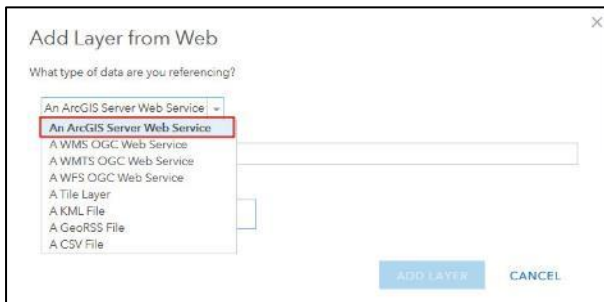 Add Layer from Web
What type of data are you referencing?
An ArcGIS Server Web Service
An ArcGIS Server Web Service
A WMS OGC Web Service
A WMTS OGC Web Service
A WFS OGC Web Service
A Tile Layer
A KML File
A GeoRSS File
A CSV File
ADD LAYER CANCEL